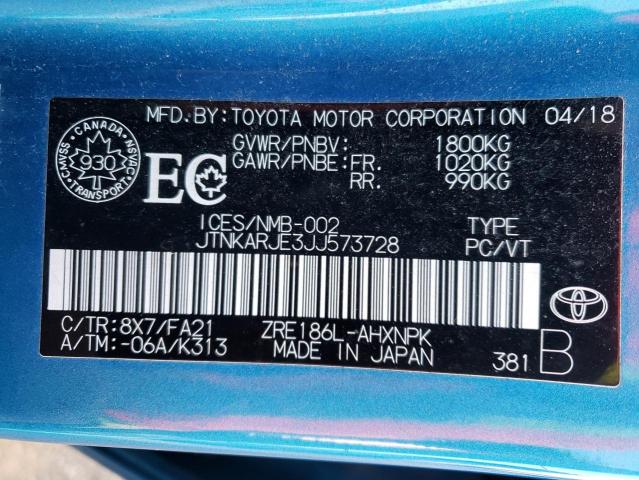 MFD.BY:TOYOTA MOTOR CORPORATION 04/18
GVWR/PNBV: 1800KG
GAWR/PNBE:FR. 1020KG
RR. 990KG
CANADA
CMVSS 930 NSVAC
TRANSPORT
EC
ICES/NMB-002 TYPE
JTNKARJE3JJ573728 PC/VT
C/TR:8X7/FA21 ZRE186L-AHXNPK
A/TM:-06A/K313 MADE IN JAPAN 381 B